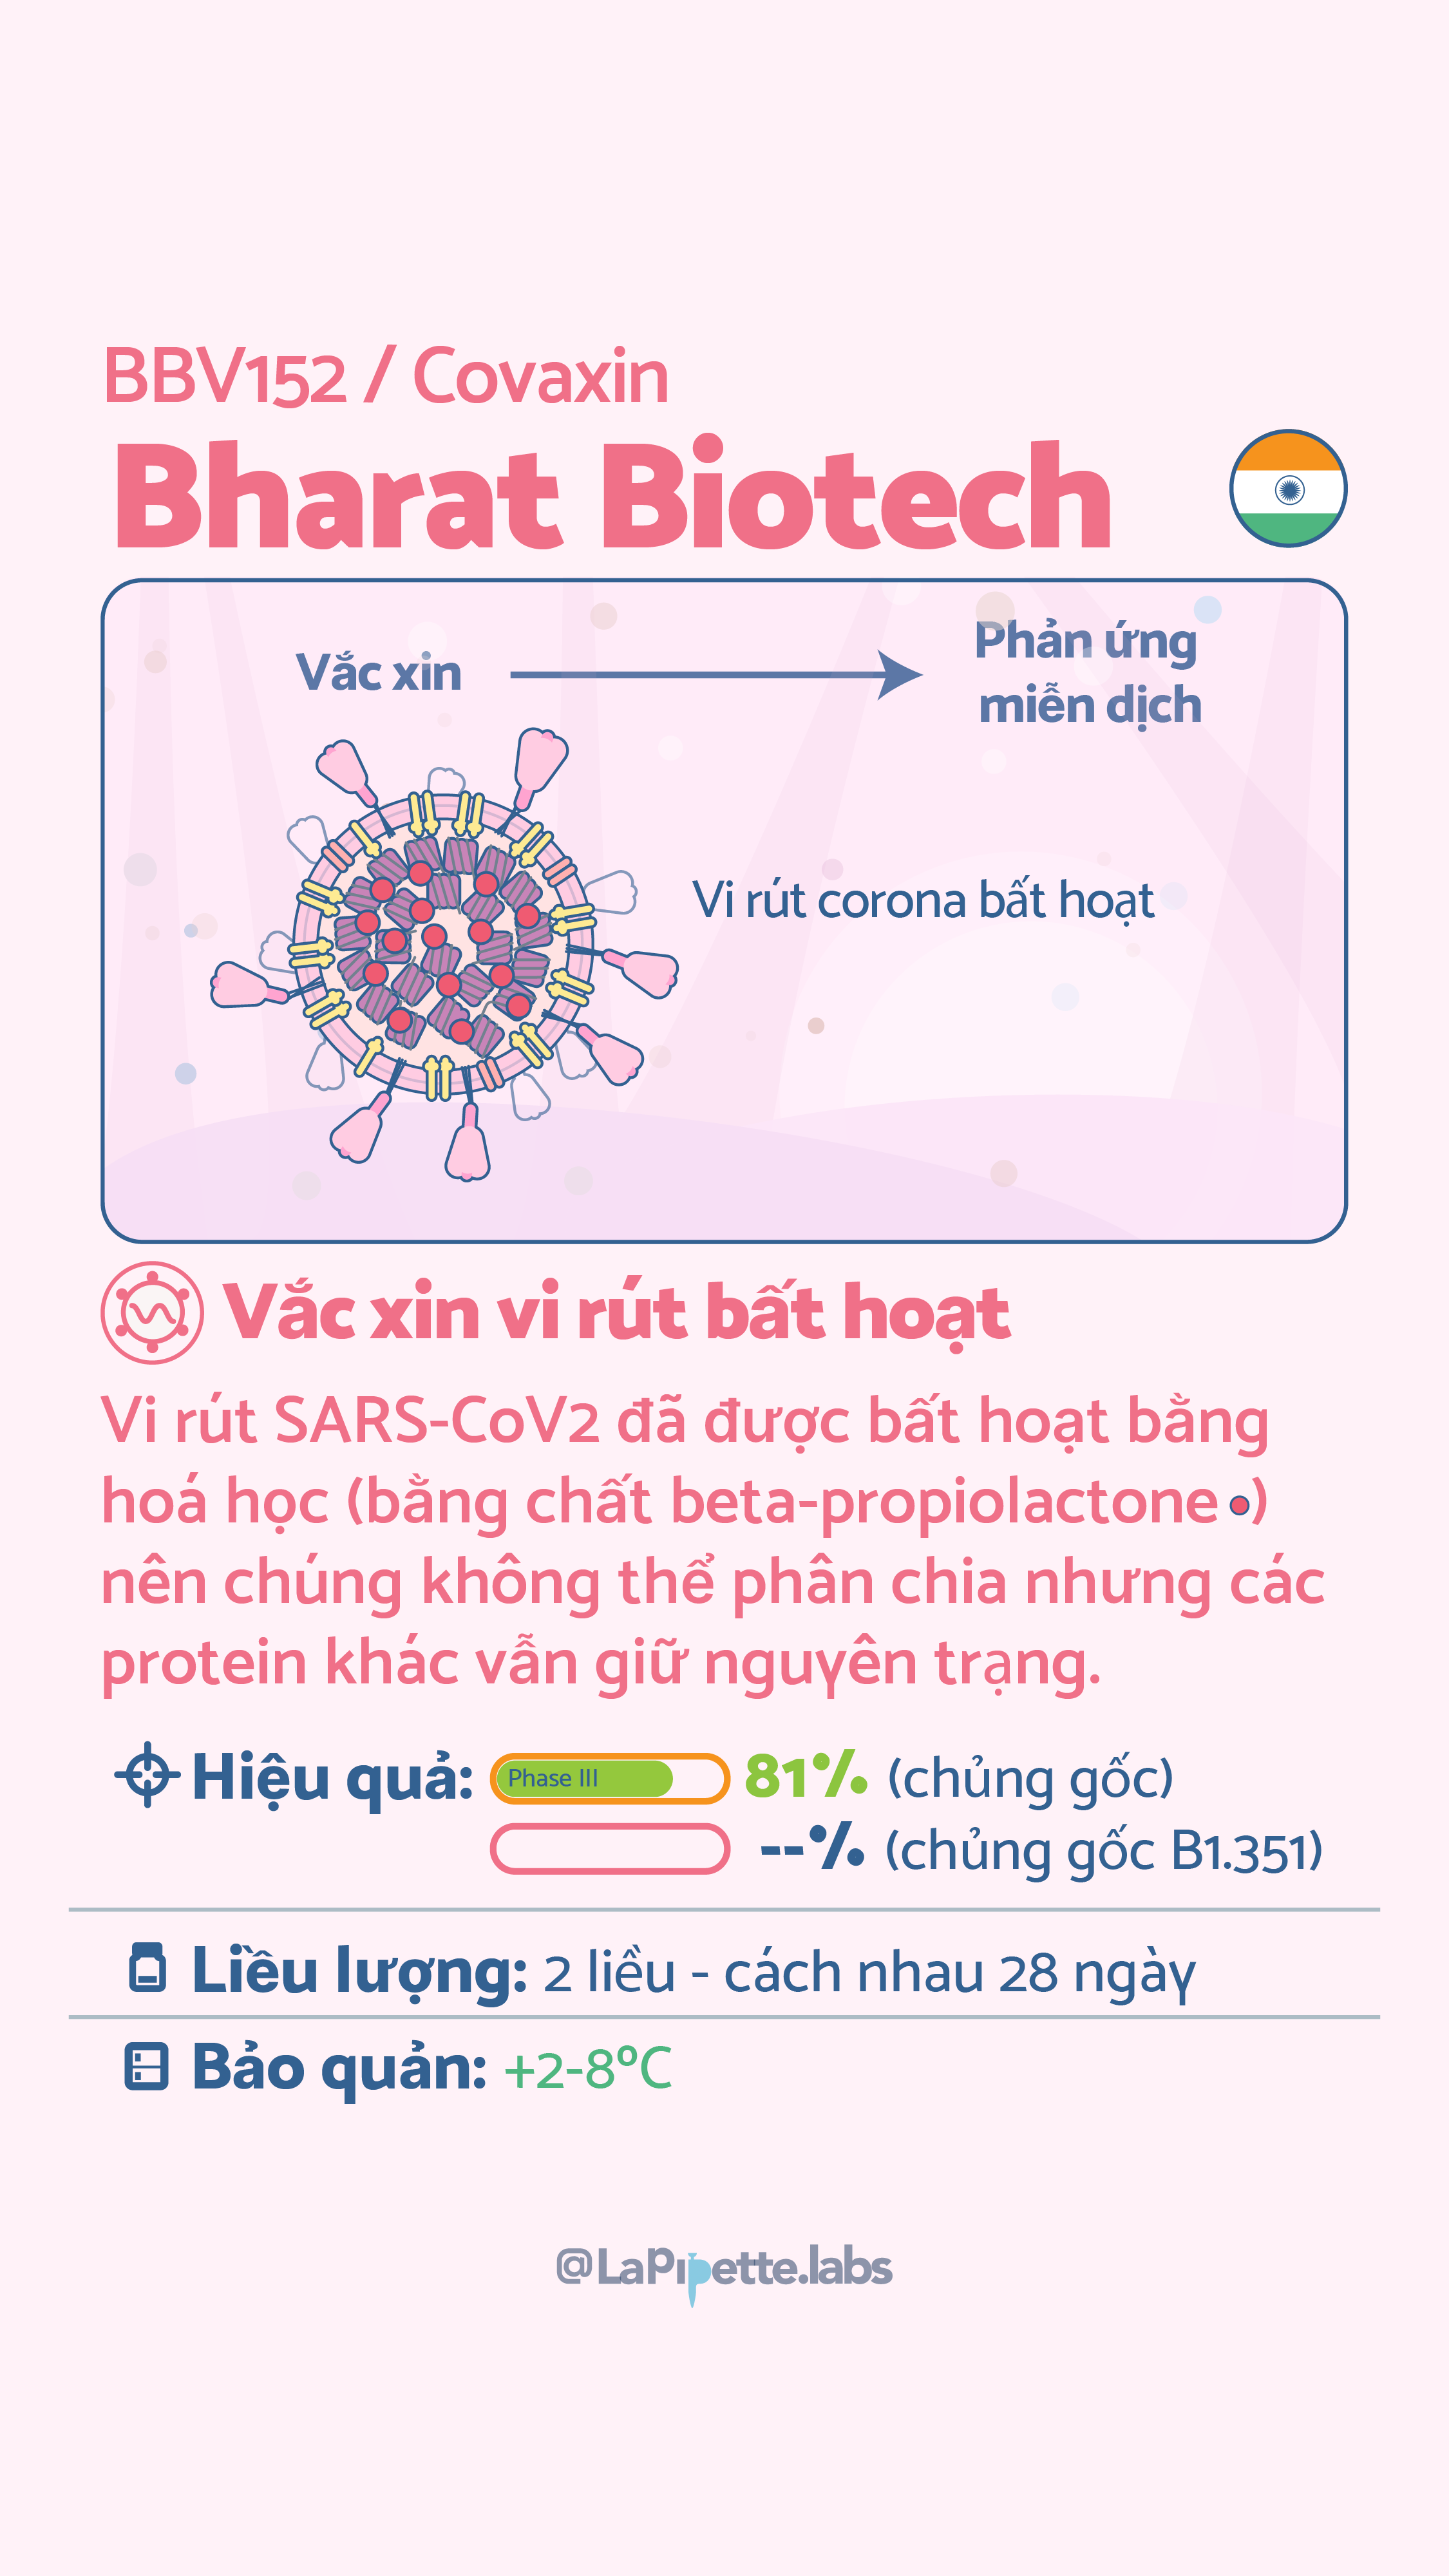 BBV152 / Covaxin
Bharat Biotech
Vắc xin
Phản ứng
miễn dịch
Vi rút corona bất hoạt
Vắc xin vi rút bất hoạt
Vi rút SARS-CoV2 đã được bất hoạt bằng
hoá học (bằng chất beta-propiolactone )
nên chúng không thể phân chia nhưng các
protein khác vẫn giữ nguyên trạng.
Hiệu quả: Phase III 81% (chủng gốc)
--% (chủng gốc B1.351)
Liều lượng: 2 liều - cách nhau 28 ngày
Bảo quản: +2-8ºC
@LaPipette.labs